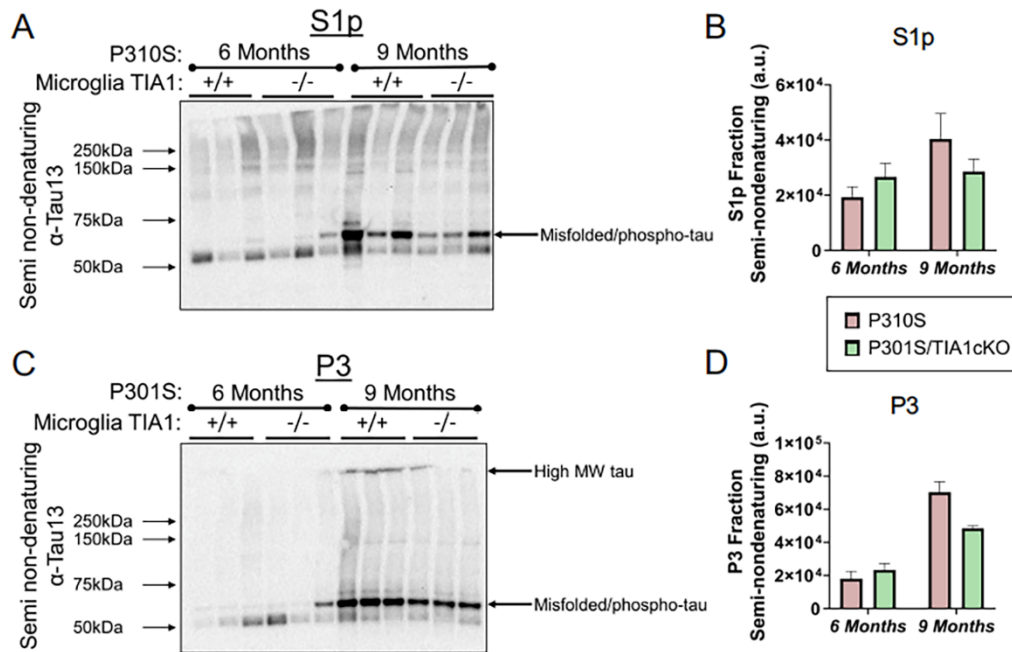 A
S1p
P310S:
6 Months
9 Months
Microglia TIA1:
+/+
-/-
+/+
-/-
Semi non-denaturing
α-Tau13
250kDa
150kDa
75kDa
50kDa
Misfolded/phospho-tau
B
S1p
S1p Fraction
Semi-nondenaturing (a.u.)
6×10⁴
4×10⁴
2×10⁴
0
6 Months
9 Months
P310S
P301S/TIA1cKO
C
P3
P301S:
6 Months
9 Months
Microglia TIA1:
+/+
-/-
+/+
-/-
Semi non-denaturing
α-Tau13
250kDa
150kDa
75kDa
50kDa
High MW tau
Misfolded/phospho-tau
D
P3
P3 Fraction
Semi-nondenaturing (a.u.)
1×10⁵
8×10⁴
6×10⁴
4×10⁴
2×10⁴
0
6 Months
9 Months